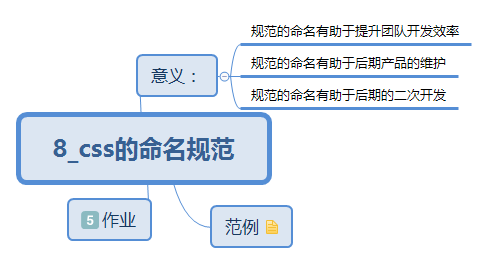 规范的命名有助于提升团队开发效率
意义：
规范的命名有助于后期产品的维护
规范的命名有助于后期的二次开发
8_css的命名规范
5 作业
范例